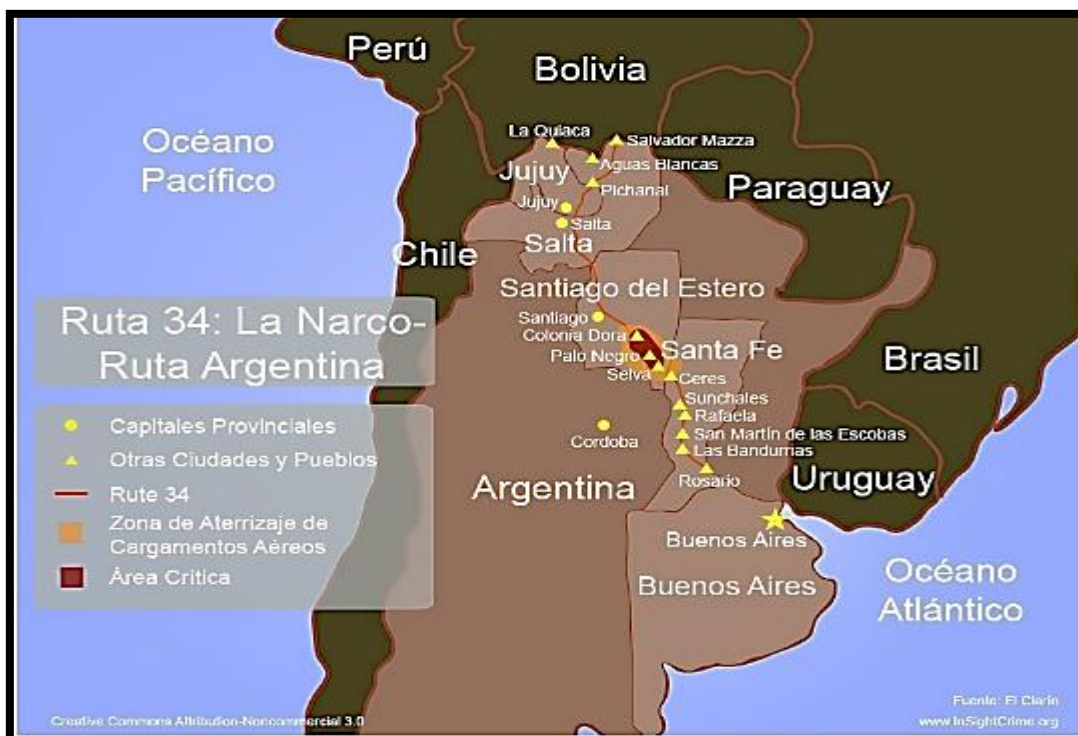 Perú
Bolivia
Océano
Pacífico
La Quiaca
Salvador Mazza
Aguas Blancas
Jujuy
Pichanal
Paraguay
Jujuy
Salta
Salta
Chile
Santiago del Estero
Ruta 34: La Narco-
Ruta Argentina
Santiago
Colonia Dora
Santa Fe
Palo Negro
Brasil
Selva
Ceres
Sunchales
Rafaela
Capitales Provinciales
San Martín de las Escobas
Cordoba
Las Bandurrias
Otras Ciudades y Pueblos
Rosario
Uruguay
Argentina
Rute 34
Zona de Aterrizaje de
Cargamentos Aéreos
Buenos Aires
Área Critica
Buenos Aires
Océano
Atlántico
Fuente: El Clarin
Creative Commons Attribution-Noncommercial 3.0
www.InSightCrime.org